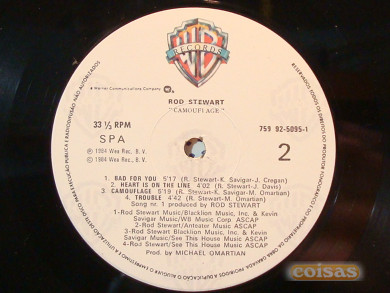 WB
RECORDS
A Warner Communications Company
ROD STEWART
"CAMOUFLAGE"
33 ⅓ RPM
SPA
759 92-5095-1
℗ 1984 Wea Rec. B.V.
© 1984 Wea Rec. B.V.
2
1. BAD FOR YOU 5'17 (R. Stewart-K. Savigar-J. Cregan)
2. HEART IS ON THE LINE 4'02 (R. Stewart-J. Davis)
3. CAMOUFLAGE 5'19 (R. Stewart-K. Savigar-M. Omartian)
4. TROUBLE 4'40 (R. Stewart-M. Omartian)
Song nr. 1 produced by ROD STEWART
1-Rod Stewart Music/Blacklion Music, Inc. & Kevin
Savigar Music/WB Music Corp. ASCAP
2-Rod Stewart/Anteater Music ASCAP
3-Rod Stewart Blacklion Music, Inc. & Kevin
Savigar Music/See This House Music ASCAP
4-Rod Stewart/See This House Music ASCAP
Prod. by MICHAEL OMARTIAN
coisas